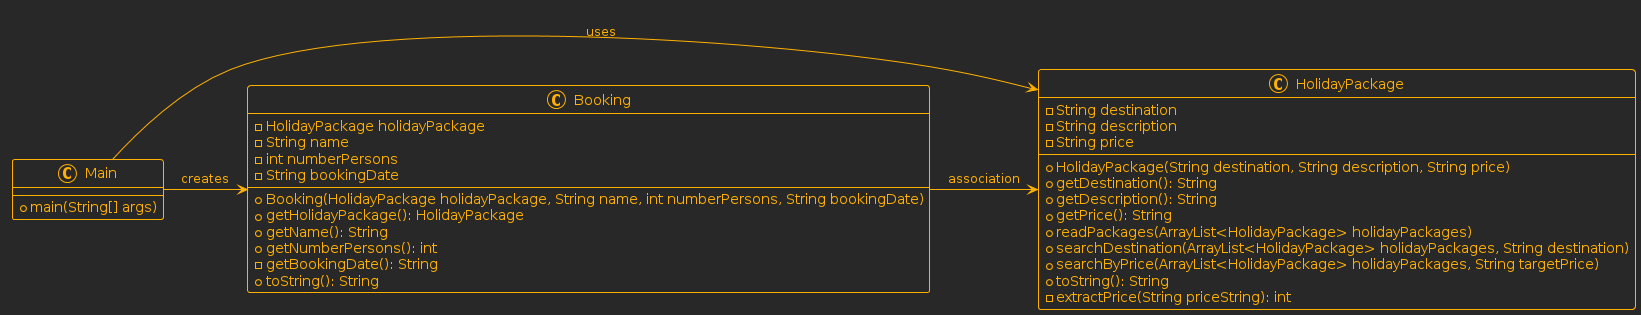 uses
C HolidayPackage
String destination
String description
String price
HolidayPackage(String destination, String description, String price)
getDestination(): String
getDescription(): String
getPrice(): String
readPackages(ArrayList<HolidayPackage> holidayPackages)
searchDestination(ArrayList<HolidayPackage> holidayPackages, String destination)
searchByPrice(ArrayList<HolidayPackage> holidayPackages, String targetPrice)
toString(): String
extractPrice(String priceString): int
C Booking
HolidayPackage holidayPackage
String name
int numberPersons
String bookingDate
Booking(HolidayPackage holidayPackage, String name, int numberPersons, String bookingDate)
getHolidayPackage(): HolidayPackage
getName(): String
getNumberPersons(): int
getBookingDate(): String
toString(): String
C Main
main(String[] args)
creates
association